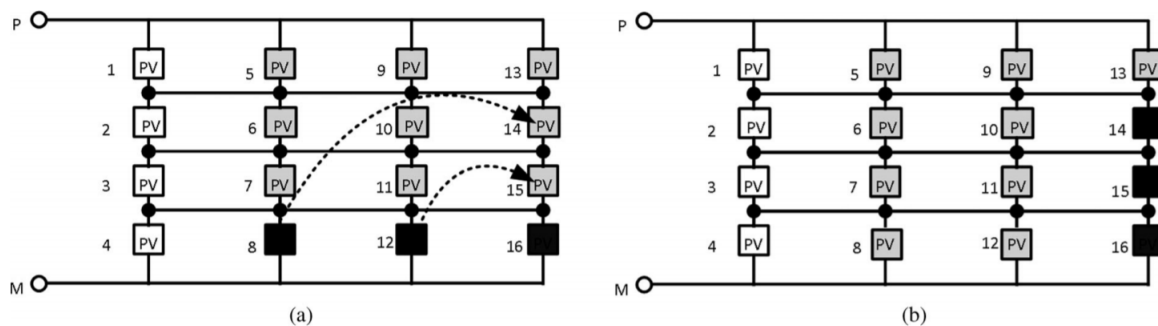 P
1 PV 5 PV 9 PV 13 PV
2 PV 6 PV 10 PV 14 PV
3 PV 7 PV 11 PV 15 PV
4 PV 8 12 16 PV
M
(a)
P
1 PV 5 PV 9 PV 13 PV
2 PV 6 PV 10 PV 14
3 PV 7 PV 11 PV 15
4 PV 8 PV 12 PV 16 PV
M
(b)